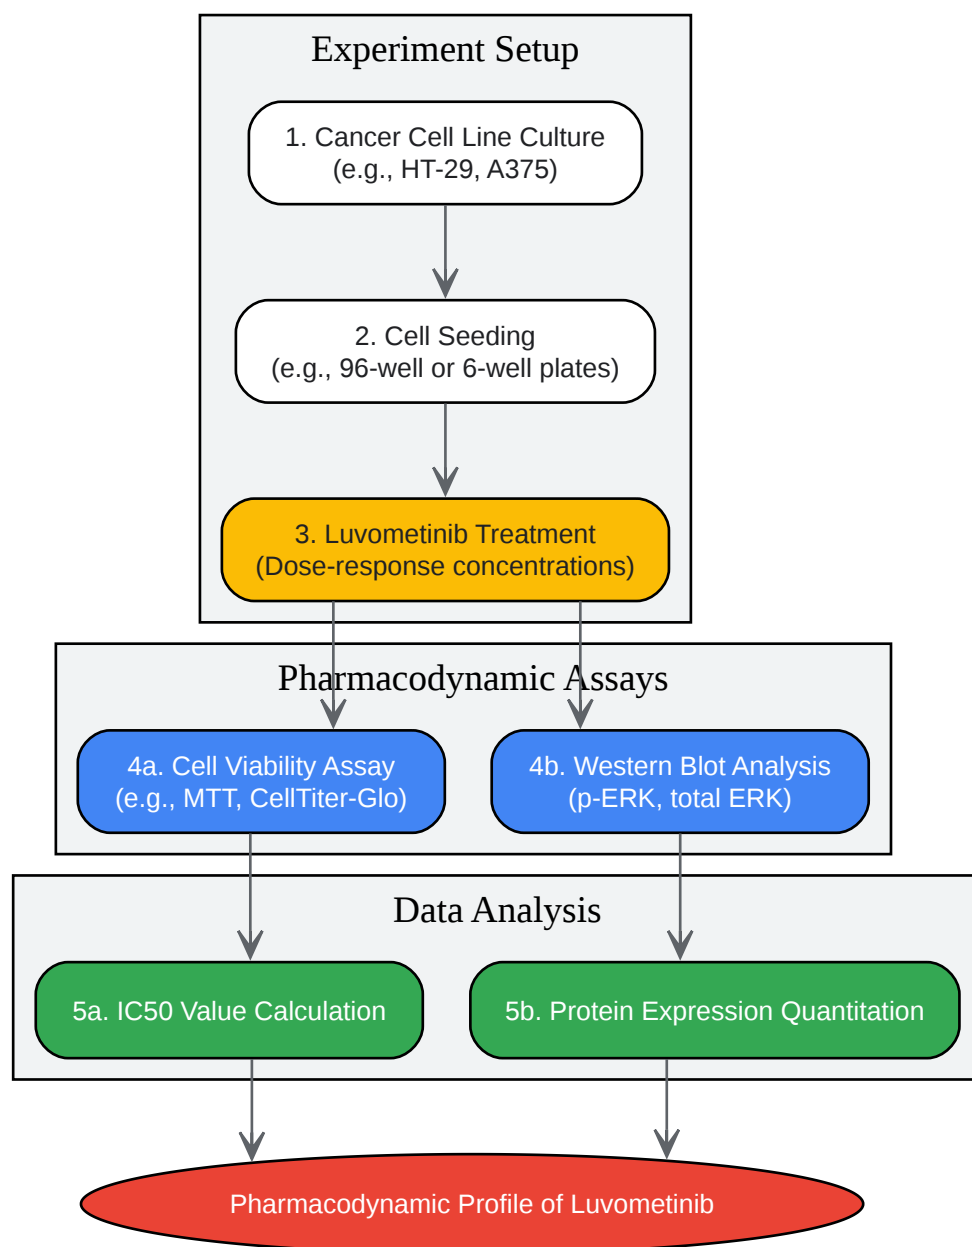 Experiment Setup
1. Cancer Cell Line Culture
(e.g., HT-29, A375)
2. Cell Seeding
(e.g., 96-well or 6-well plates)
3. Luvometinib Treatment
(Dose-response concentrations)
Pharmacodynamic Assays
4a. Cell Viability Assay
(e.g., MTT, CellTiter-Glo)
4b. Western Blot Analysis
(p-ERK, total ERK)
Data Analysis
5a. IC50 Value Calculation
5b. Protein Expression Quantitation
Pharmacodynamic Profile of Luvometinib